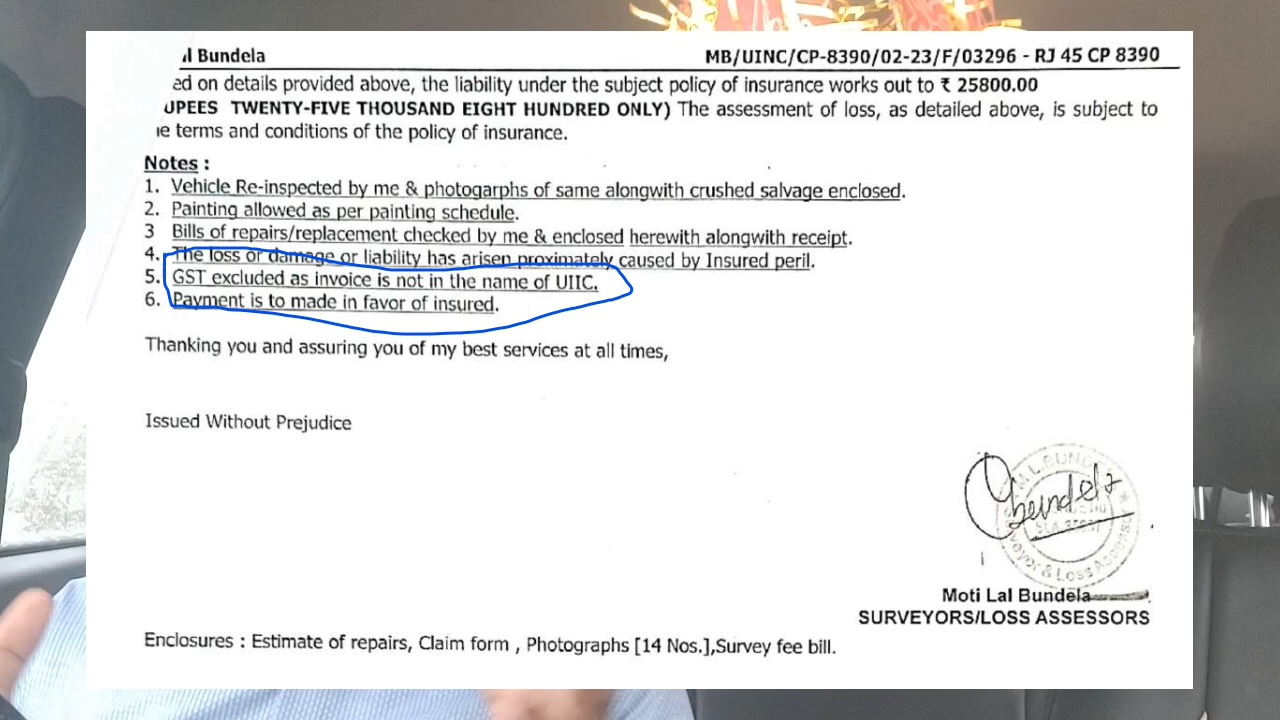 l Bundela MB/UINC/CP-8390/02-23/F/03296 - RJ 45 CP 8390
ed on details provided above, the liability under the subject policy of insurance works out to ₹ 25800.00
UPEES TWENTY-FIVE THOUSAND EIGHT HUNDRED ONLY) The assessment of loss, as detailed above, is subject to
e terms and conditions of the policy of insurance.
Notes :
1. Vehicle Re-inspected by me & photogarphs of same alongwith crushed salvage enclosed.
2. Painting allowed as per painting schedule.
3 Bills of repairs/replacement checked by me & enclosed herewith alongwith receipt.
4. The loss or damage or liability has arisen proximately caused by Insured peril.
5. GST excluded as invoice is not in the name of UIIC.
6. Payment is to made in favor of insured.
Thanking you and assuring you of my best services at all times,
Issued Without Prejudice
M.L.BUND
Bundela
SLA
veyor & Loss Assess
Moti Lal Bundela
SURVEYORS/LOSS ASSESSORS
Enclosures : Estimate of repairs, Claim form , Photographs [14 Nos.],Survey fee bill.